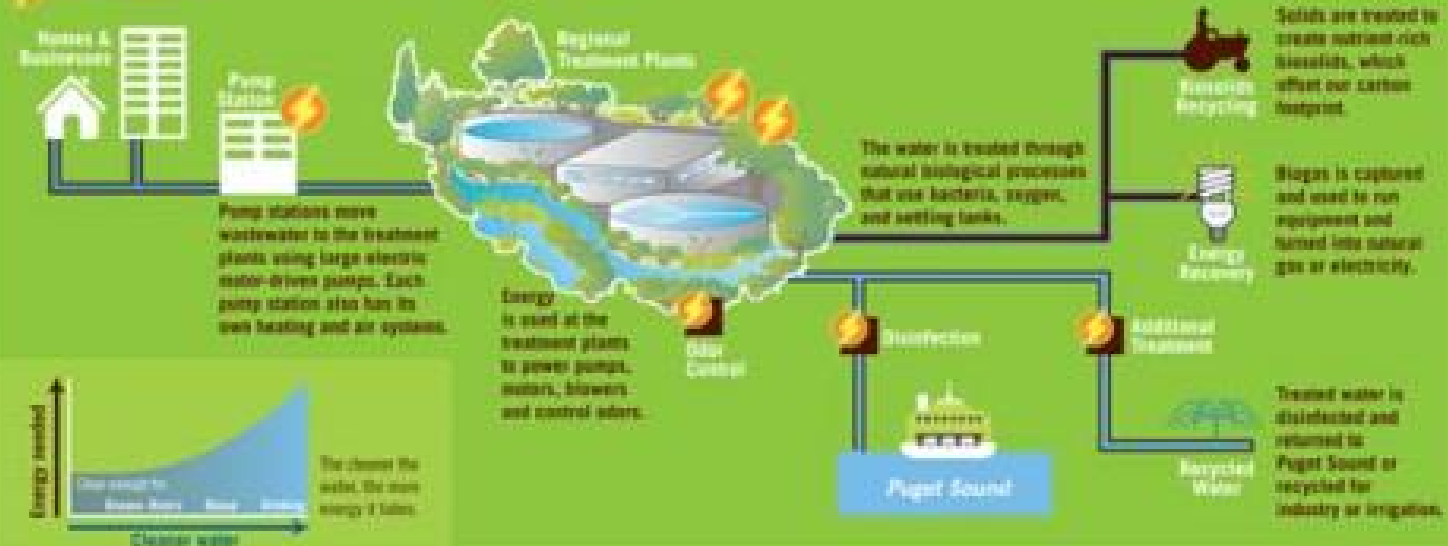 Homes &
Businesses
Pump
Station
Pump stations move
wastewater to the treatment
plants using large electric
motor-driven pumps. Each
pump station also has its
own heating and air systems.
Regional
Treatment Plants
Energy
is used at the
treatment plants
to power pumps,
motors, blowers
and control odors.
Odor
Control
The water is treated through
natural biological processes
that use bacteria, oxygen,
and settling tanks.
Biosolids
Recycling
Solids are treated to
create nutrient-rich
biosolids, which
offset our carbon
footprint.
Energy
Recovery
Biogas is captured
and used to run
equipment and
turned into natural
gas or electricity.
Disinfection
Additional
Treatment
Puget Sound
Recycled
Water
Treated water is
disinfected and
returned to
Puget Sound or
recycled for
industry or irrigation.
Energy needed
Clean enough for
Cleaner water
The cleaner the
water, the more
energy it takes.